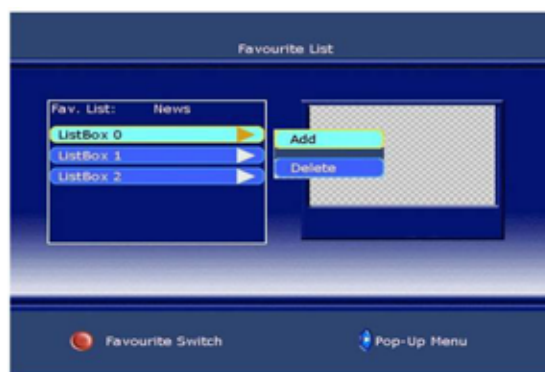 Favourite List
Fav. List: News
ListBox 0
ListBox 1
ListBox 2
Add
Delete
Favourite Switch
Pop-Up Menu